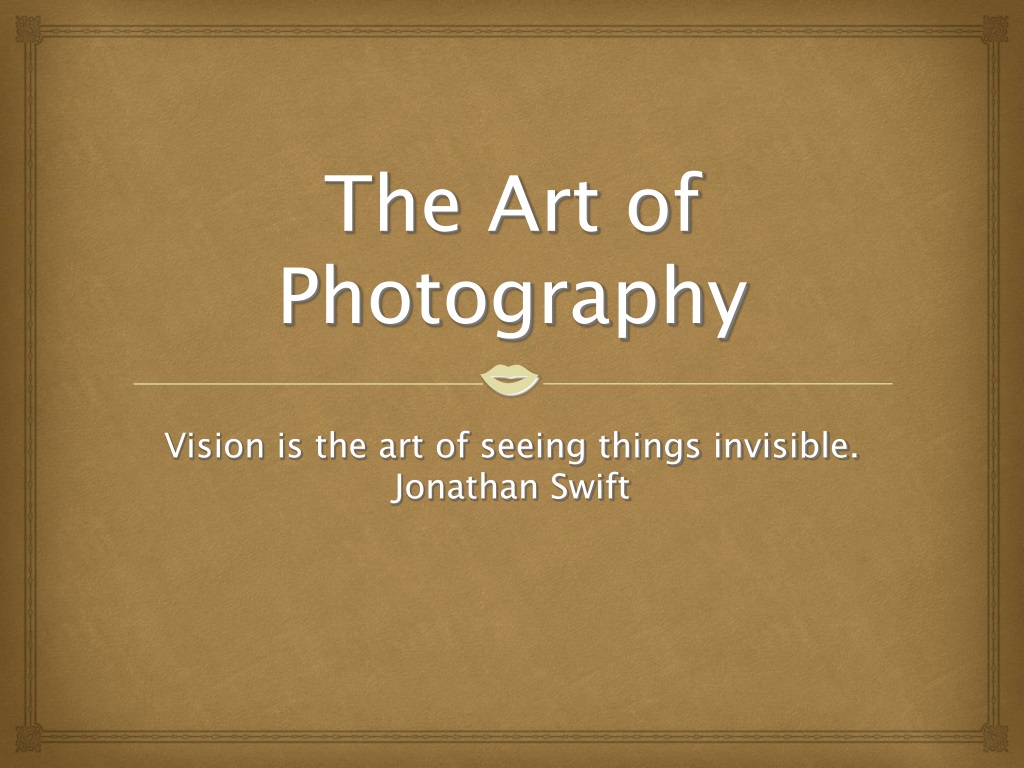 The Art of
Photography
Vision is the art of seeing things invisible.
Jonathan Swift